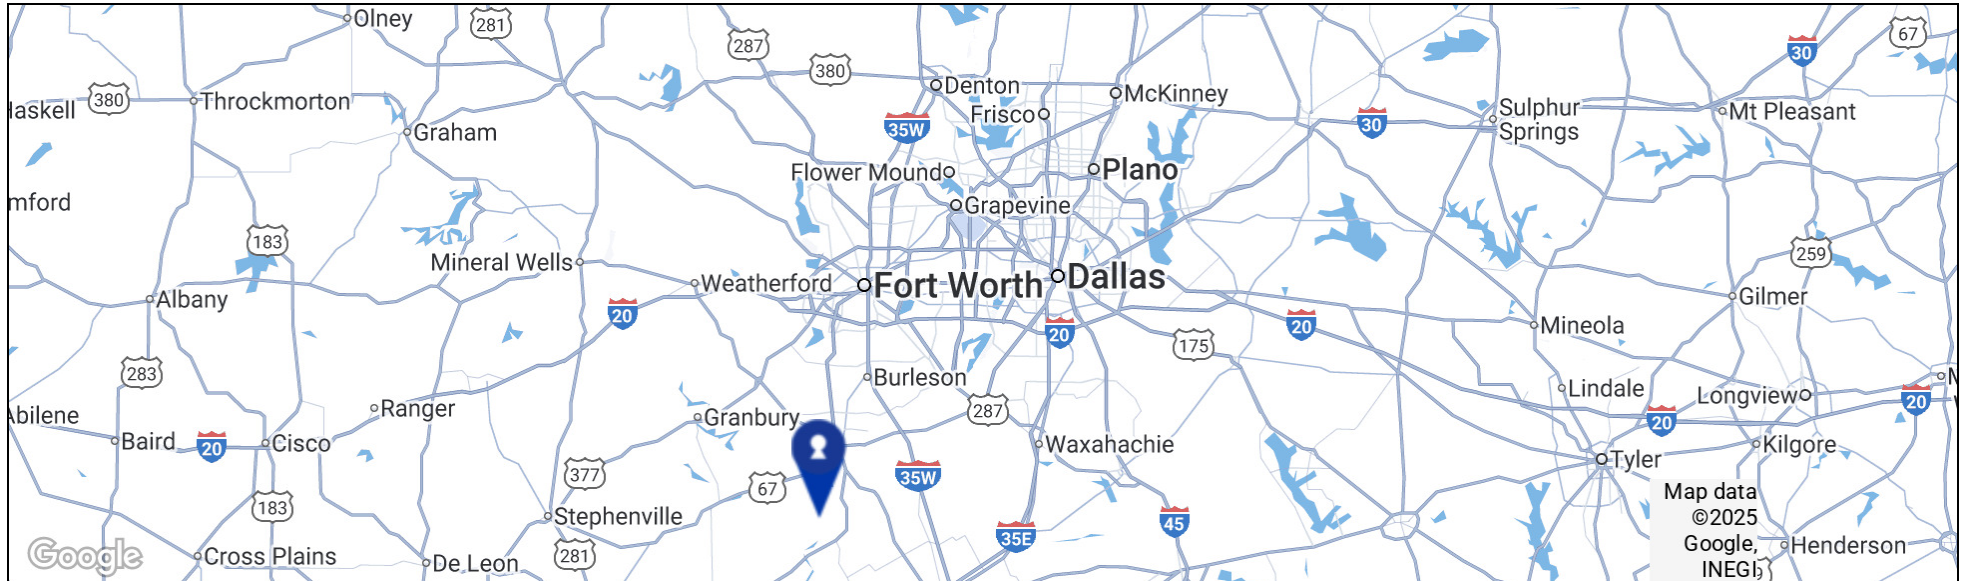 Olney
281
287
380
67
30
Denton
McKinney
Haskell
380
Throckmorton
Frisco
35W
30
Sulphur
Springs
Mt Pleasant
Graham
Flower Mound
Plano
mford
Grapevine
183
259
Mineral Wells
Weatherford
Fort Worth
Dallas
Albany
Gilmer
20
20
20
Mineola
175
283
Burleson
Lindale
Longview
20
Abilene
Ranger
Granbury
287
20
Baird
20
Cisco
Waxahachie
Kilgore
377
67
35W
Tyler
183
Stephenville
45
35E
Map data
©2025
Google,
INEGI
Henderson
Google
Cross Plains
De Leon
281